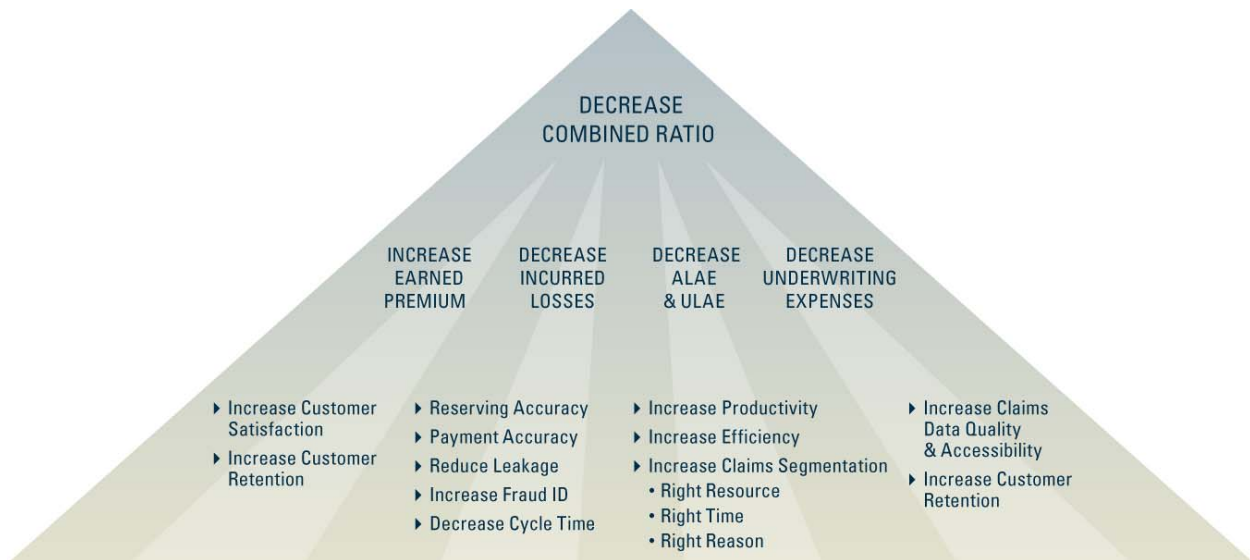 DECREASE
COMBINED RATIO
INCREASE
EARNED
PREMIUM
DECREASE
INCURRED
LOSSES
DECREASE
ALAE
& ULAE
DECREASE
UNDERWRITING
EXPENSES
Increase Customer
Satisfaction
Increase Customer
Retention
Reserving Accuracy
Payment Accuracy
Reduce Leakage
Increase Fraud ID
Decrease Cycle Time
Increase Productivity
Increase Efficiency
Increase Claims Segmentation
• Right Resource
• Right Time
• Right Reason
Increase Claims
Data Quality
& Accessibility
Increase Customer
Retention